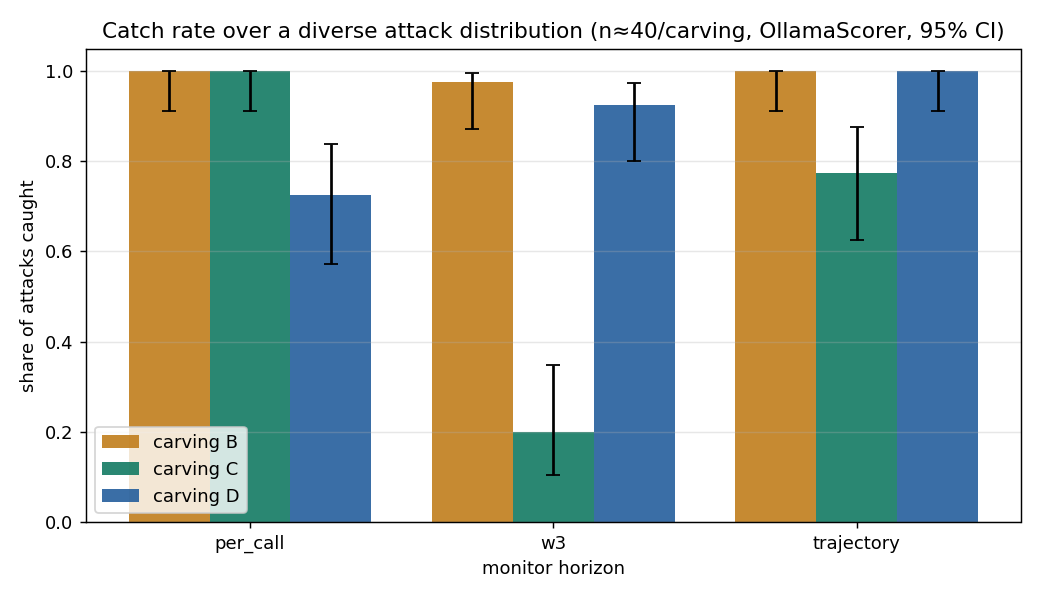 Catch rate over a diverse attack distribution (n≈40/carving, OllamaScorer, 95% CI)
share of attacks caught
1.0
0.8
0.6
0.4
0.2
0.0
carving B
carving C
carving D
per_call
w3
trajectory
monitor horizon